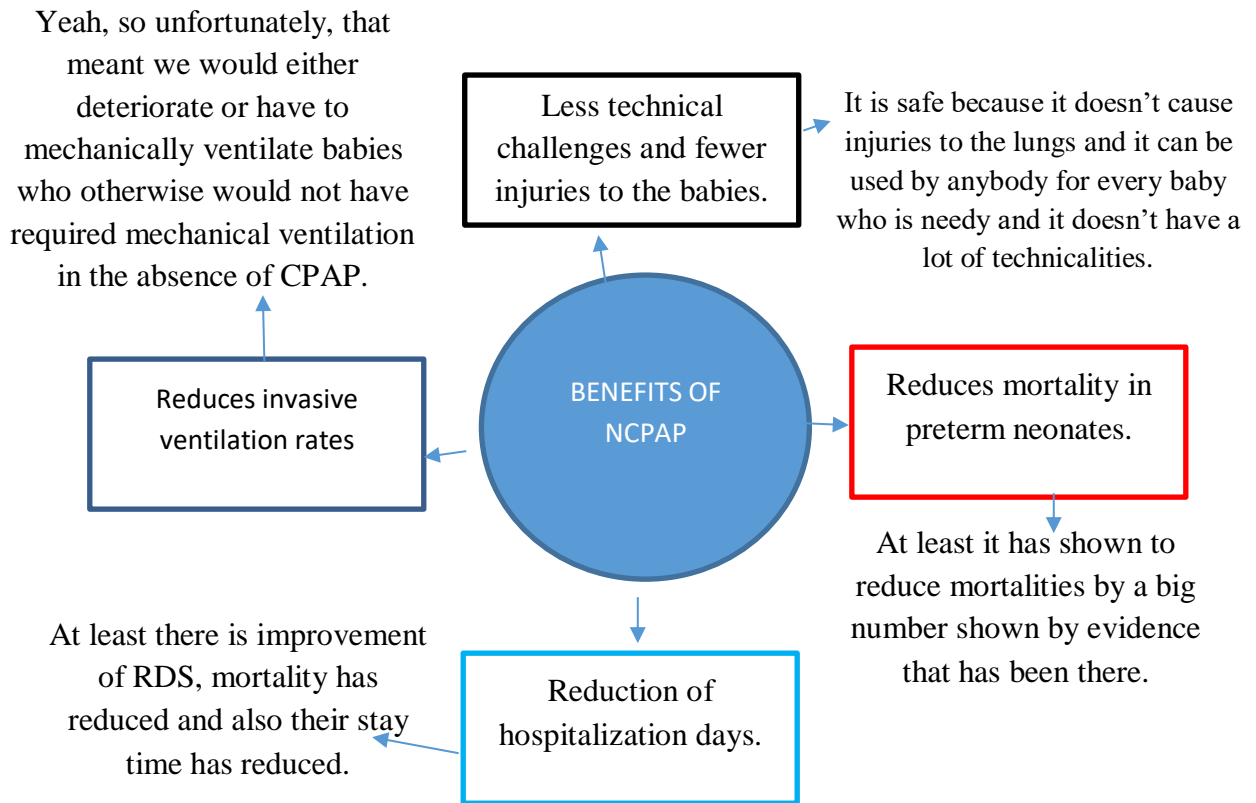 Yeah, so unfortunately, that
meant we would either
deteriorate or have to
mechanically ventilate babies
who otherwise would not have
required mechanical ventilation
in the absence of CPAP.
Less technical
challenges and fewer
injuries to the babies.
It is safe because it doesn’t cause
injuries to the lungs and it can be
used by anybody for every baby
who is needy and it doesn’t have a
lot of technicalities.
Reduces invasive
ventilation rates
BENEFITS OF
NCPAP
Reduces mortality in
preterm neonates.
At least it has shown to
reduce mortalities by a big
number shown by evidence
that has been there.
At least there is improvement
of RDS, mortality has
reduced and also their stay
time has reduced.
Reduction of
hospitalization days.